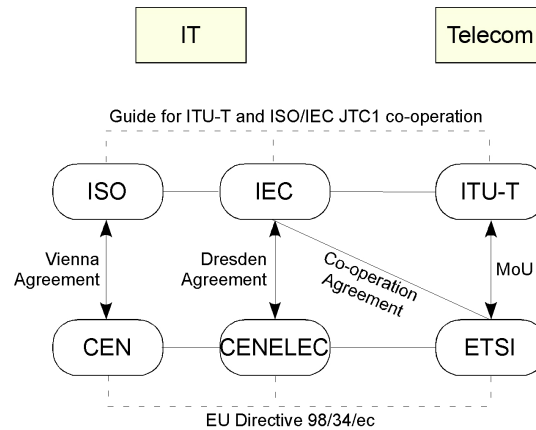 IT
Telecom
Guide for ITU-T and ISO/IEC JTC1 co-operation
ISO
IEC
ITU-T
Vienna
Agreement
Dresden
Agreement
Co-operation
Agreement
MoU
CEN
CENELEC
ETSI
EU Directive 98/34/ec